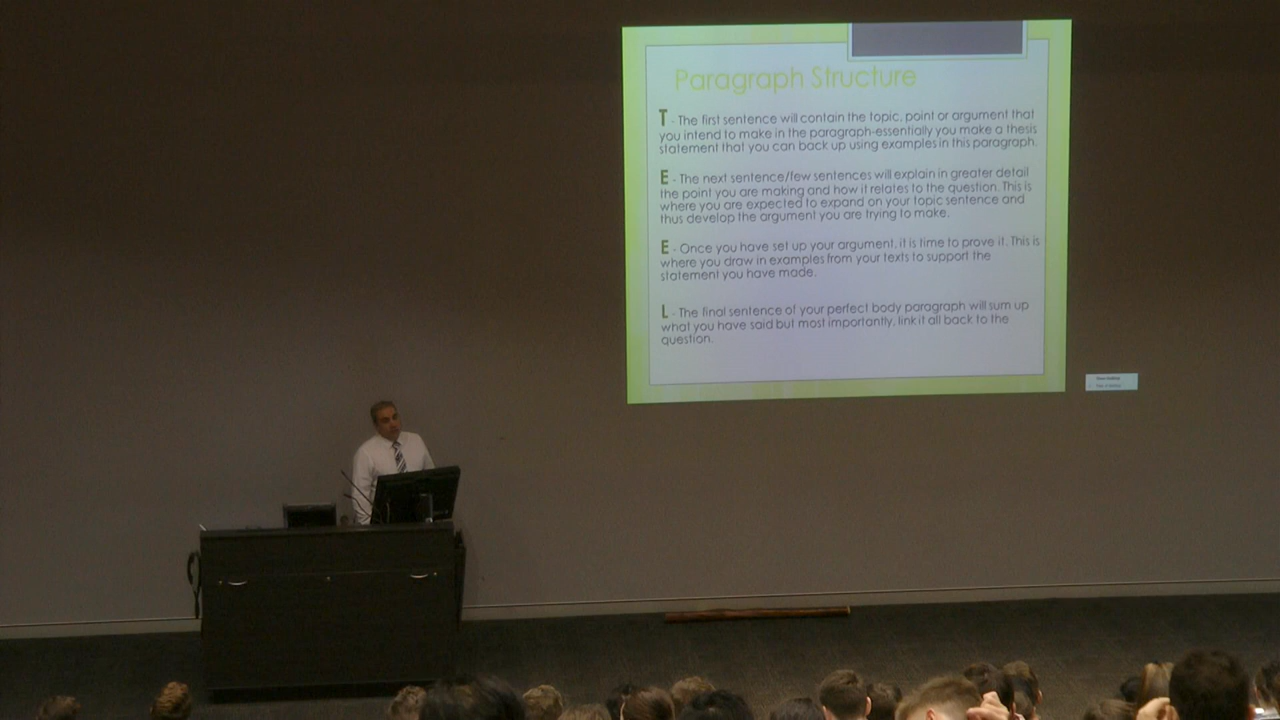 Paragraph Structure
T - The first sentence will contain the topic, point or argument that
you intend to make in the paragraph-essentially you make a thesis
statement that you can back up using examples in this paragraph.
E - The next sentence/few sentences will explain in greater detail
the point you are making and how it relates to the question. This is
where you are expected to expand on your topic sentence and
thus develop the argument you are trying to make.
E - Once you have set up your argument, it is time to prove it. This is
where you draw in examples from your texts to support the
statement you have made.
L - The final sentence of your perfect body paragraph will sum up
what you have said but most importantly, link it all back to the
question.